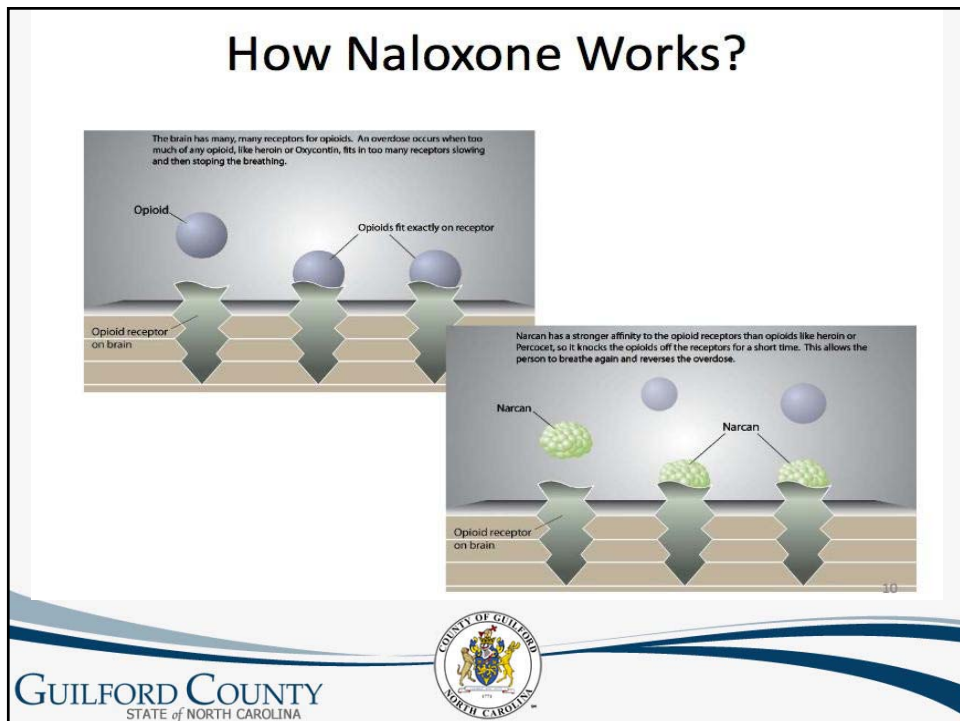 How Naloxone Works?
The brain has many, many receptors for opioids. An overdose occurs when too
much of any opioid, like heroin or Oxycontin, fits in too many receptors slowing
and then stoping the breathing.
Opioid
Opioids fit exactly on receptor
Opioid receptor
on brain
Narcan has a stronger affinity to the opioid receptors than opioids like heroin or
Percocet, so it knocks the opioids off the receptors for a short time. This allows the
person to breathe again and reverses the overdose.
Narcan
Narcan
Opioid receptor
on brain
10
COUNTY OF GUILFORD
NORTH CAROLINA
1771
GUILFORD COUNTY
STATE of NORTH CAROLINA